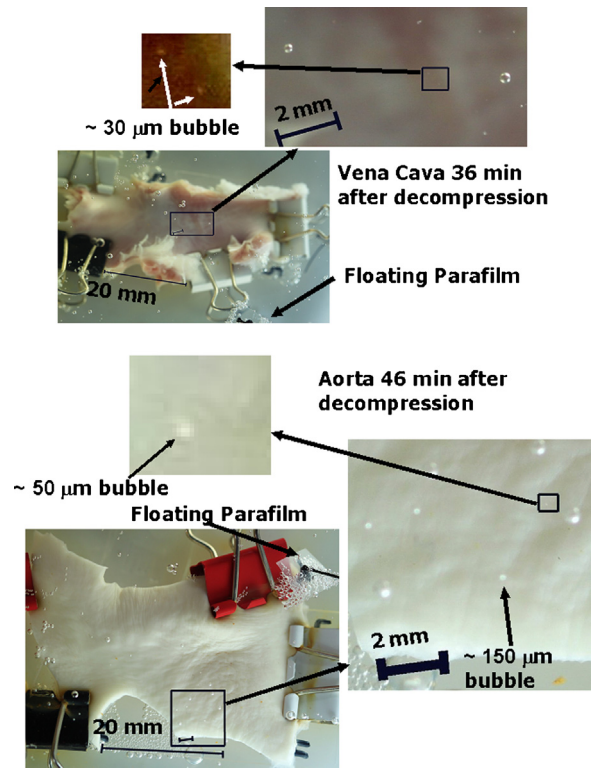 2 mm
~ 30 μm bubble
Vena Cava 36 min
after decompression
20 mm
Floating Parafilm
Aorta 46 min after
decompression
~ 50 μm bubble
Floating Parafilm
2 mm
~ 150 μm
bubble
20 mm